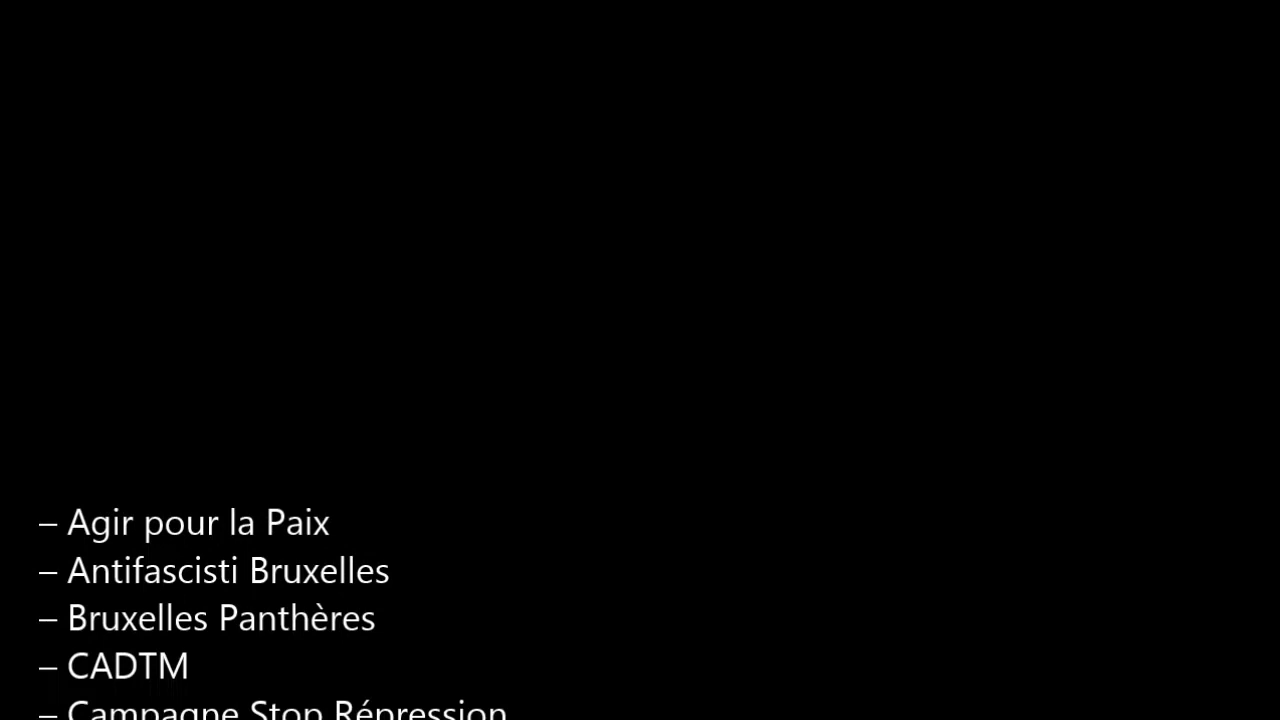 – Agir pour la Paix
– Antifascisti Bruxelles
– Bruxelles Panthères
– CADTM
– Campagne Stop Répression